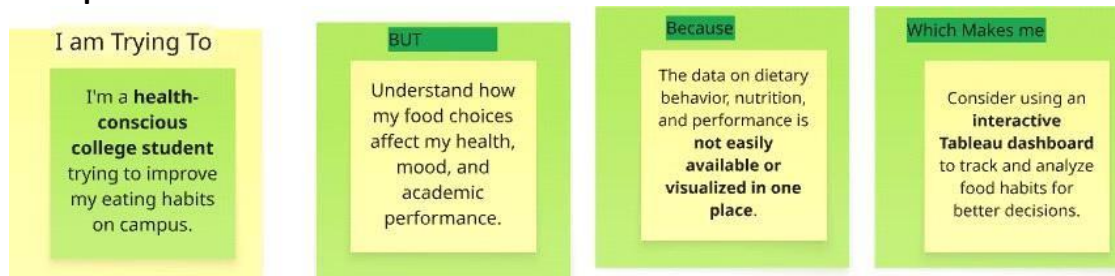 I am Trying To
I'm a health-
conscious
college student
trying to improve
my eating habits
on campus.
BUT
Understand how
my food choices
affect my health,
mood, and
academic
performance.
Because
The data on dietary
behavior, nutrition,
and performance is
not easily
available or
visualized in one
place.
Which Makes me
Consider using an
interactive
Tableau dashboard
to track and analyze
food habits for
better decisions.